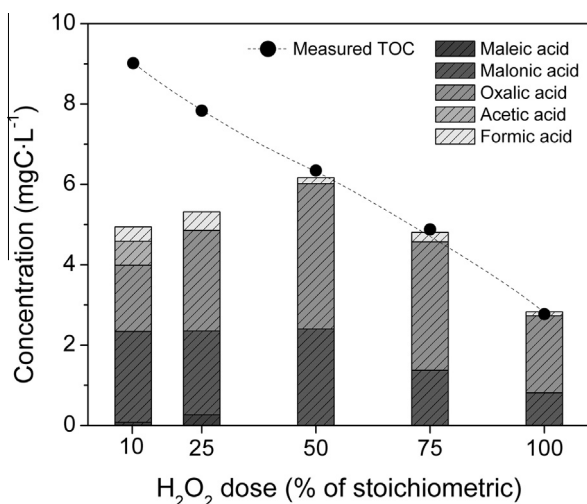 10
8
6
4
2
0
Concentration (mgC·L⁻¹)
Measured TOC
Maleic acid
Malonic acid
Oxalic acid
Acetic acid
Formic acid
10 25 50 75 100
H₂O₂ dose (% of stoichiometric)